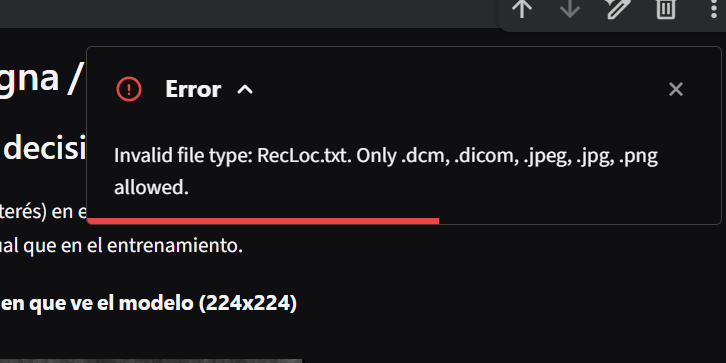 gna /
Error
decisi
Invalid file type: RecLoc.txt. Only .dcm, .dicom, .jpeg, .jpg, .png
allowed.
terés) en e
ual que en el entrenamiento.
en que ve el modelo (224x224)